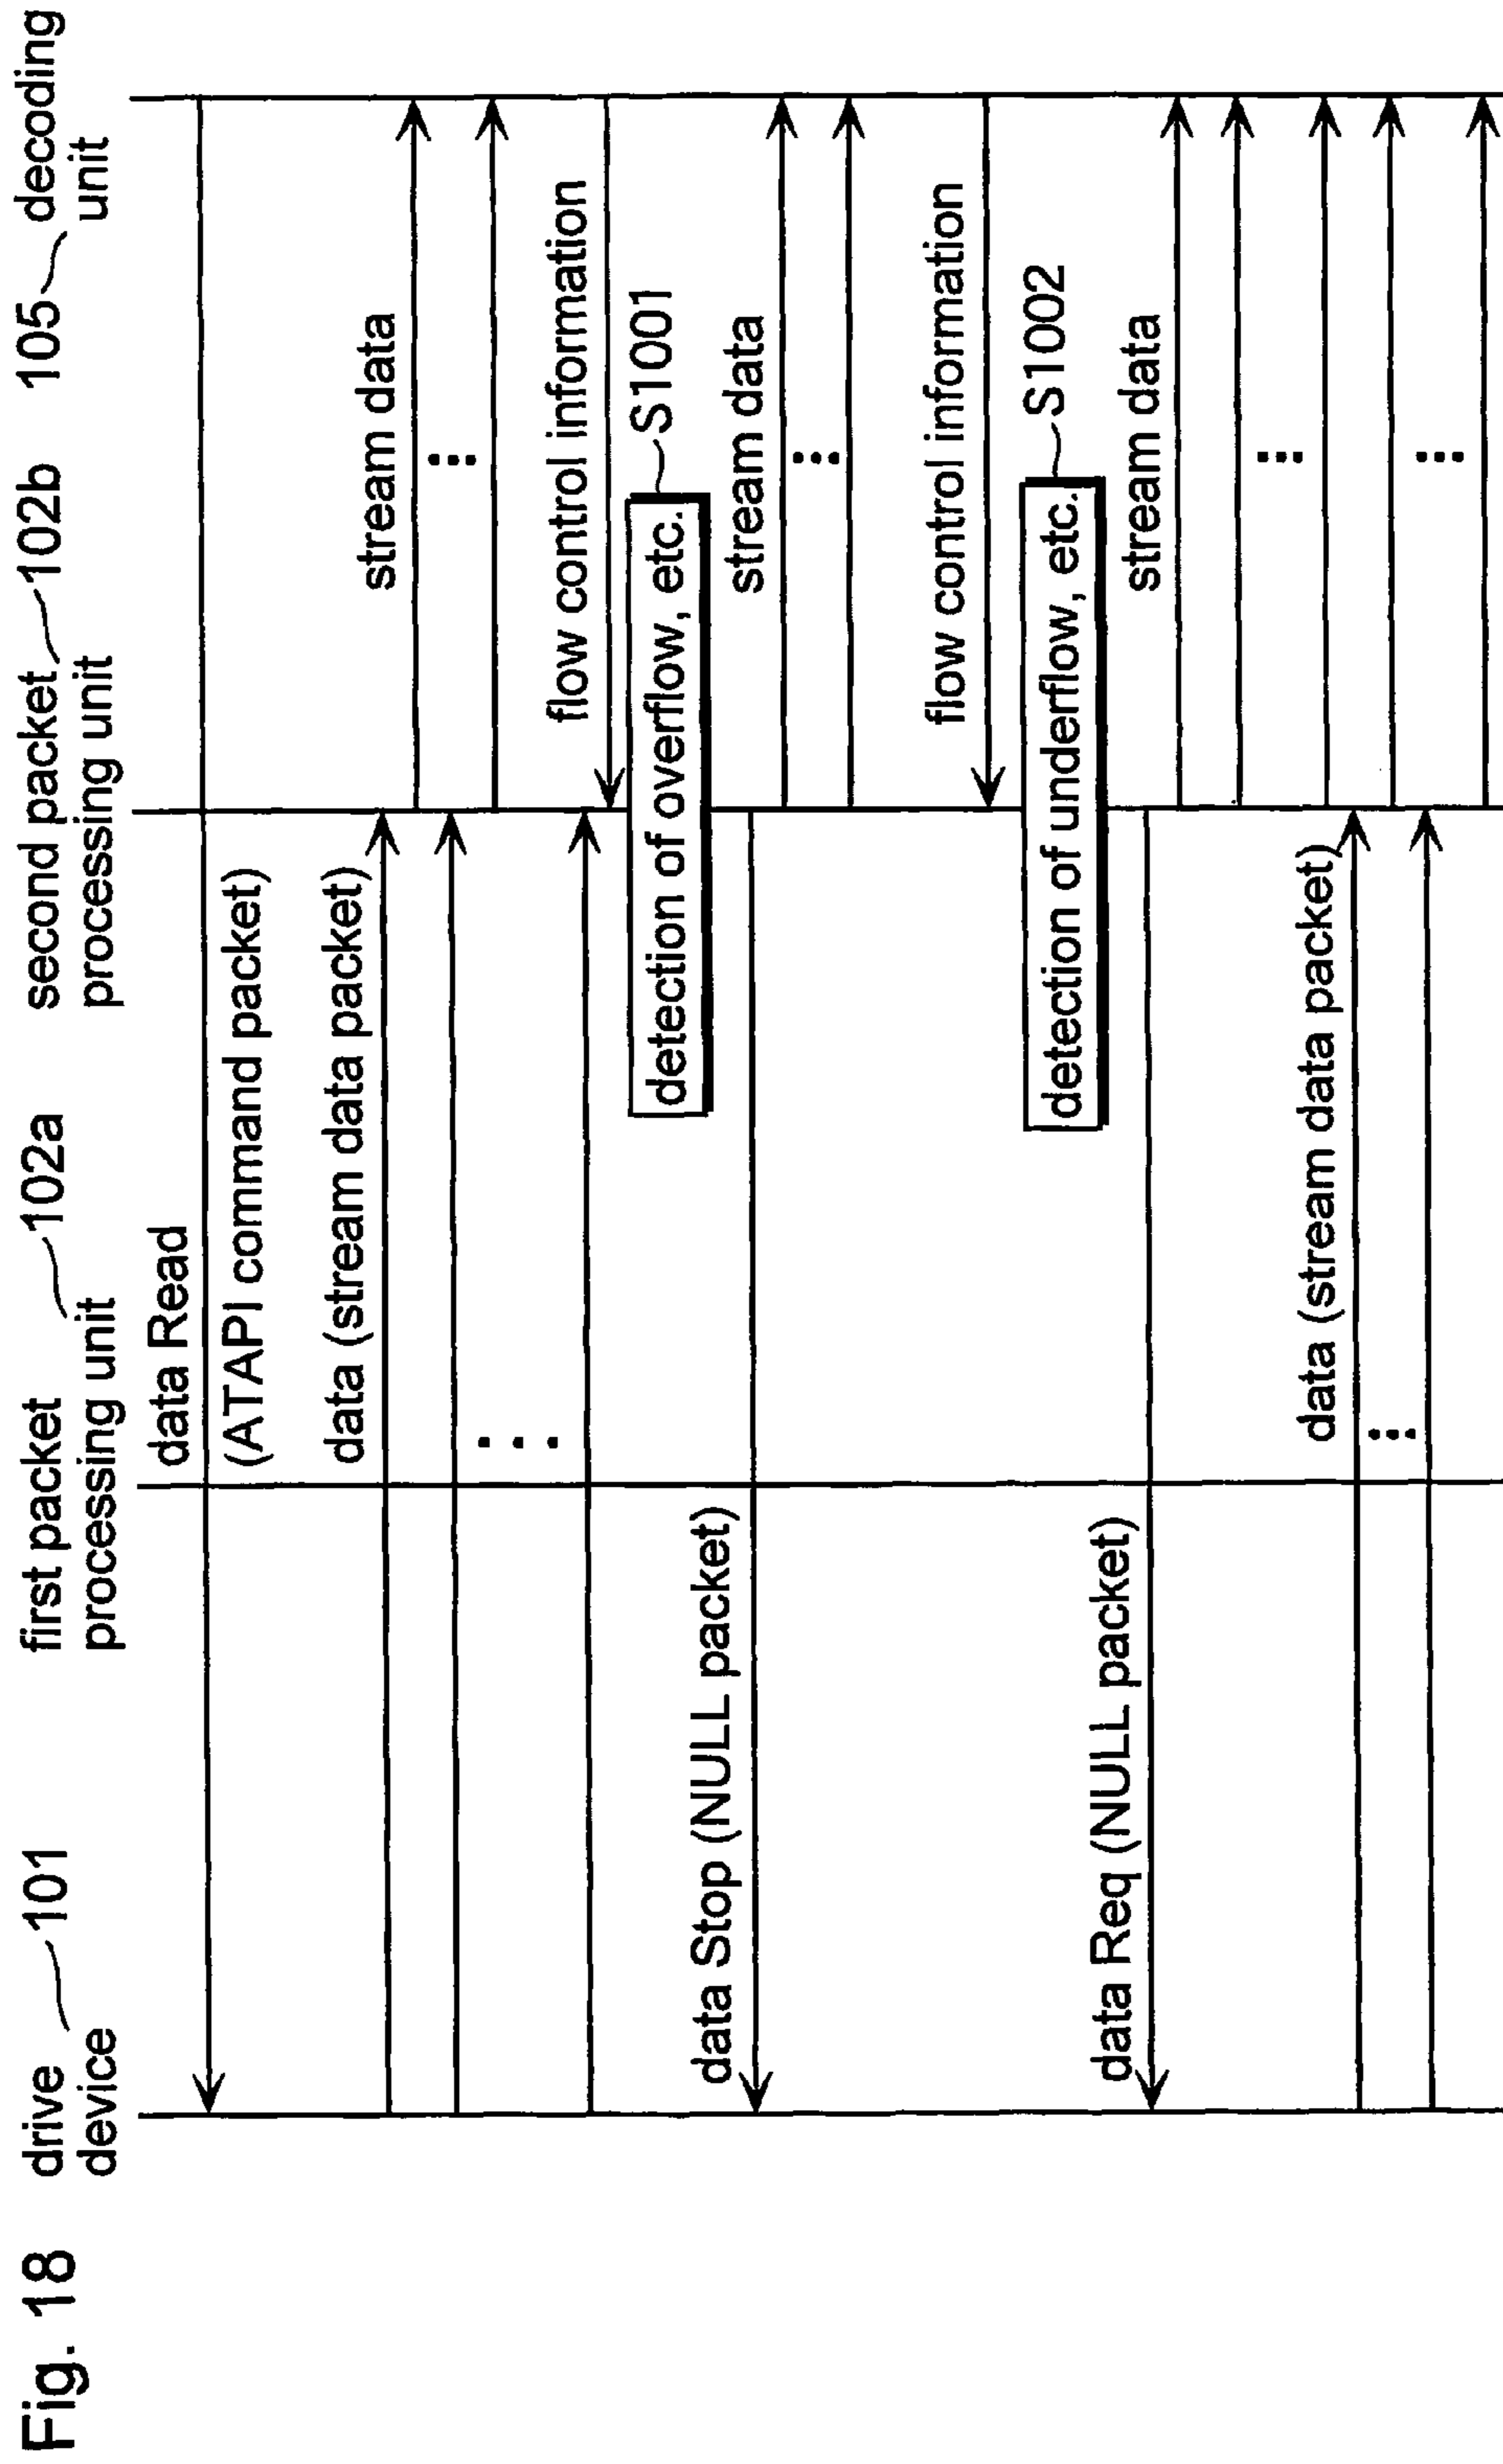 Fig. 18
drive
device
101
first packet
processing unit
102a
second packet
processing unit
102b
105
decoding
unit
data Read
(ATAPI command packet)
data (stream data packet)
stream data
flow control information
detection of overflow, etc.
S1001
data Stop (NULL packet)
stream data
flow control information
detection of underflow, etc.
S1002
data Req (NULL packet)
stream data
data (stream data packet)